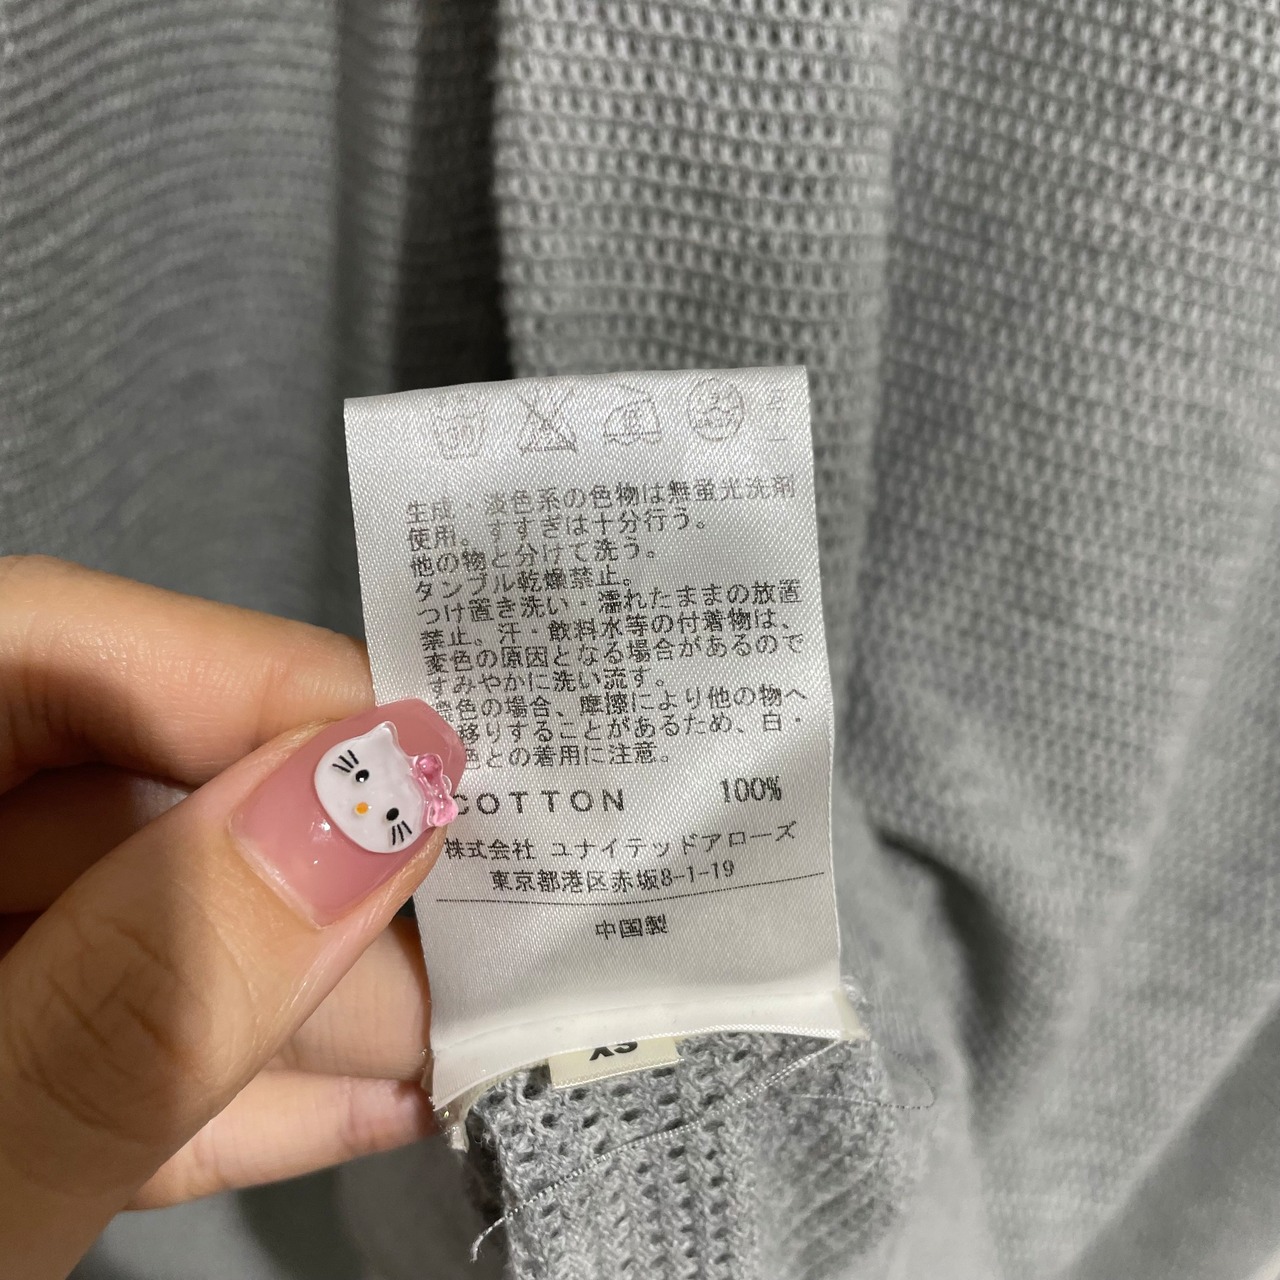 生成・淡色系の色物は無蛍光洗剤
使用。すすぎは十分行う。
他の物と分けて洗う。
タンブル乾燥禁止。
つけ置き洗い・濡れたままの放置
禁止。汗・飲料水等の付着物は、
変色の原因となる場合があるので
すみやかに洗い流す。
色の場合、摩擦により他の物へ
移りすることがあるため、白・
色との着用に注意。
COTTON 100%
株式会社 ユナイテッドアローズ
東京都港区赤坂8-1-19
中国製
XS